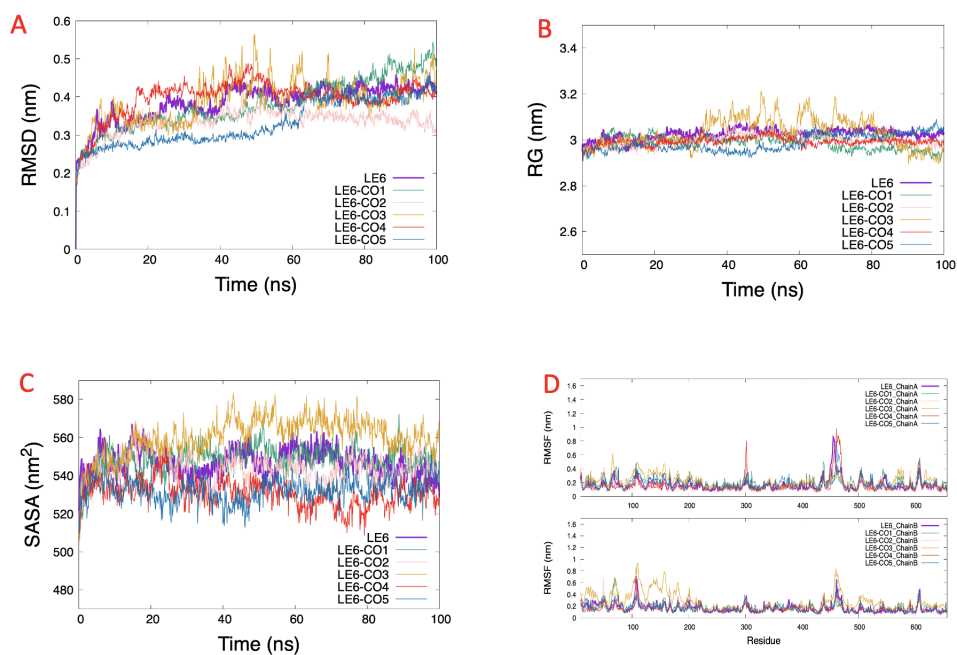 A
RMSD (nm)
0.6
0.5
0.4
0.3
0.2
0.1
0
LE6
LE6-CO1
LE6-CO2
LE6-CO3
LE6-CO4
LE6-CO5
0 20 40 60 80 100
Time (ns)
B
RG (nm)
3.4
3.2
3
2.8
2.6
LE6
LE6-CO1
LE6-CO2
LE6-CO3
LE6-CO4
LE6-CO5
0 20 40 60 80 100
Time (ns)
C
SASA (nm²)
580
560
540
520
500
480
LE6
LE6-CO1
LE6-CO2
LE6-CO3
LE6-CO4
LE6-CO5
0 20 40 60 80 100
Time (ns)
D
RMSF (nm)
1.6
1.4
1.2
1
0.8
0.6
0.4
0.2
0
LE6_ChainA
LE6-CO1_ChainA
LE6-CO2_ChainA
LE6-CO3_ChainA
LE6-CO4_ChainA
LE6-CO5_ChainA
100 200 300 400 500 600
RMSF (nm)
1.6
1.4
1.2
1
0.8
0.6
0.4
0.2
0
LE6_ChainB
LE6-CO1_ChainB
LE6-CO2_ChainB
LE6-CO3_ChainB
LE6-CO4_ChainB
LE6-CO5_ChainB
100 200 300 400 500 600
Residue